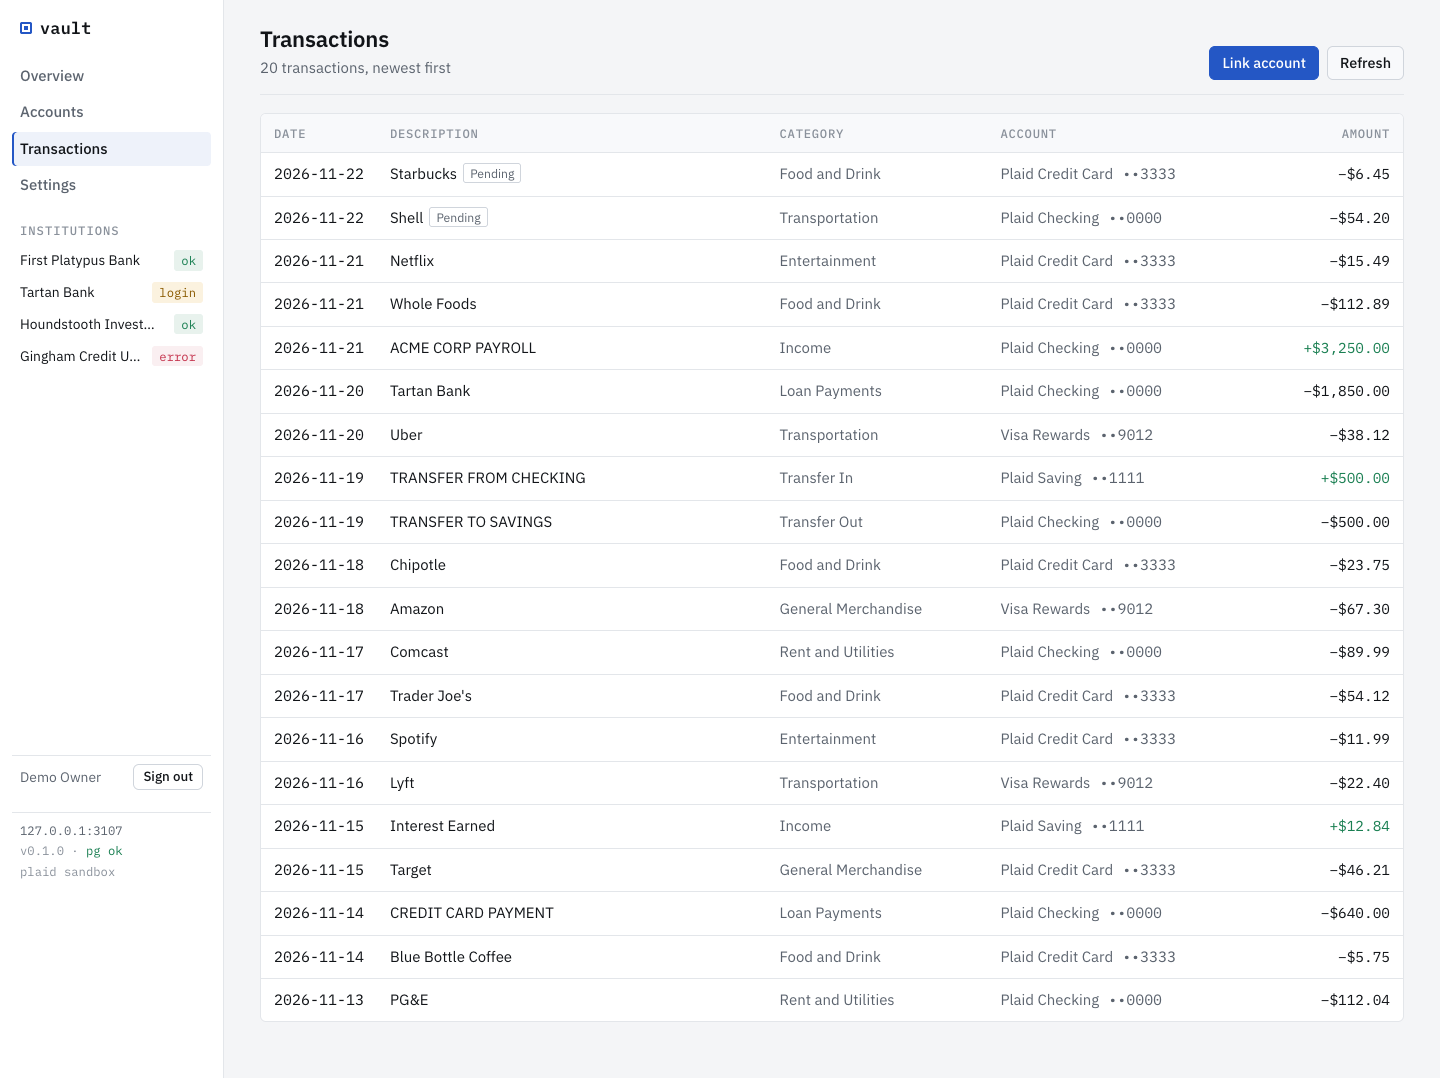 vault
Overview
Accounts
Transactions
Settings
INSTITUTIONS
First Platypus Bank ok
Tartan Bank login
Houndstooth Invest... ok
Gingham Credit U... error
Demo Owner Sign out
127.0.0.1:3107
v0.1.0 · pg ok
plaid sandbox
Transactions
20 transactions, newest first
Link account Refresh
DATE DESCRIPTION CATEGORY ACCOUNT AMOUNT
2026-11-22 Starbucks Pending Food and Drink Plaid Credit Card ••3333 −$6.45
2026-11-22 Shell Pending Transportation Plaid Checking ••0000 −$54.20
2026-11-21 Netflix Entertainment Plaid Credit Card ••3333 −$15.49
2026-11-21 Whole Foods Food and Drink Plaid Credit Card ••3333 −$112.89
2026-11-21 ACME CORP PAYROLL Income Plaid Checking ••0000 +$3,250.00
2026-11-20 Tartan Bank Loan Payments Plaid Checking ••0000 −$1,850.00
2026-11-20 Uber Transportation Visa Rewards ••9012 −$38.12
2026-11-19 TRANSFER FROM CHECKING Transfer In Plaid Saving ••1111 +$500.00
2026-11-19 TRANSFER TO SAVINGS Transfer Out Plaid Checking ••0000 −$500.00
2026-11-18 Chipotle Food and Drink Plaid Credit Card ••3333 −$23.75
2026-11-18 Amazon General Merchandise Visa Rewards ••9012 −$67.30
2026-11-17 Comcast Rent and Utilities Plaid Checking ••0000 −$89.99
2026-11-17 Trader Joe's Food and Drink Plaid Credit Card ••3333 −$54.12
2026-11-16 Spotify Entertainment Plaid Credit Card ••3333 −$11.99
2026-11-16 Lyft Transportation Visa Rewards ••9012 −$22.40
2026-11-15 Interest Earned Income Plaid Saving ••1111 +$12.84
2026-11-15 Target General Merchandise Plaid Credit Card ••3333 −$46.21
2026-11-14 CREDIT CARD PAYMENT Loan Payments Plaid Checking ••0000 −$640.00
2026-11-14 Blue Bottle Coffee Food and Drink Plaid Credit Card ••3333 −$5.75
2026-11-13 PG&E Rent and Utilities Plaid Checking ••0000 −$112.04